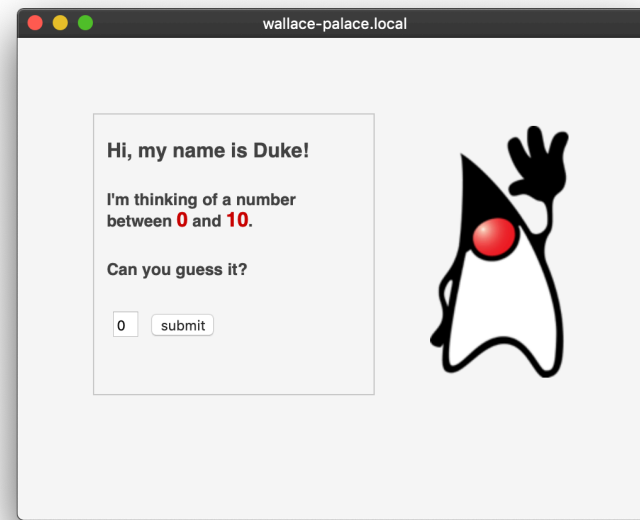 wallace-palace.local
Hi, my name is Duke!
I'm thinking of a number
between 0 and 10.
Can you guess it?
0 submit